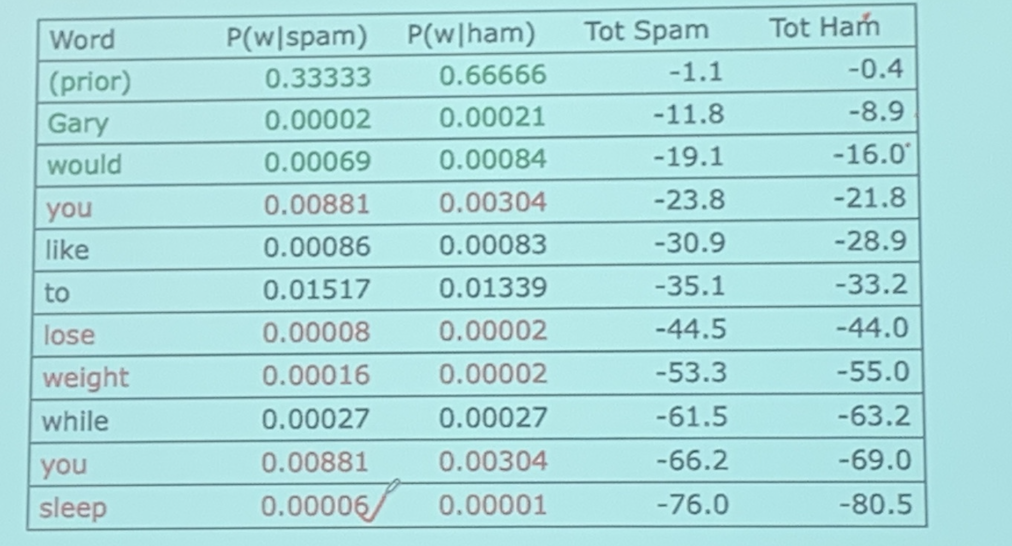 Word P(w|spam) P(w|ham) Tot Spam Tot Ham
(prior) 0.33333 0.66666 -1.1 -0.4
Gary 0.00002 0.00021 -11.8 -8.9
would 0.00069 0.00084 -19.1 -16.0
you 0.00881 0.00304 -23.8 -21.8
like 0.00086 0.00083 -30.9 -28.9
to 0.01517 0.01339 -35.1 -33.2
lose 0.00008 0.00002 -44.5 -44.0
weight 0.00016 0.00002 -53.3 -55.0
while 0.00027 0.00027 -61.5 -63.2
you 0.00881 0.00304 -66.2 -69.0
sleep 0.00006 0.00001 -76.0 -80.5